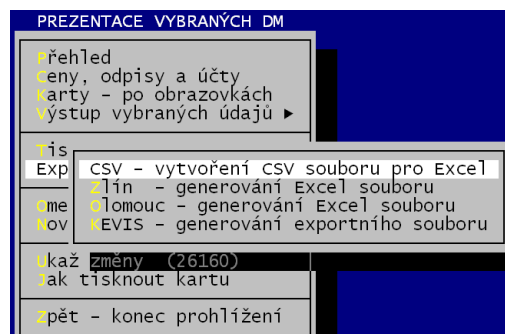 PREZENTACE VYBRANÝCH DM
Přehled
Ceny, odpisy a účty
Karty – po obrazovkách
Výstup vybraných údajů ►
Tis
Exp
CSV – vytvoření CSV souboru pro Excel
Zlín – generování Excel souboru
Olomouc – generování Excel souboru
KEVIS – generování exportního souboru
Ome
Nov
Ukaž změny (26160)
Jak tisknout kartu
Zpět – konec prohlížení